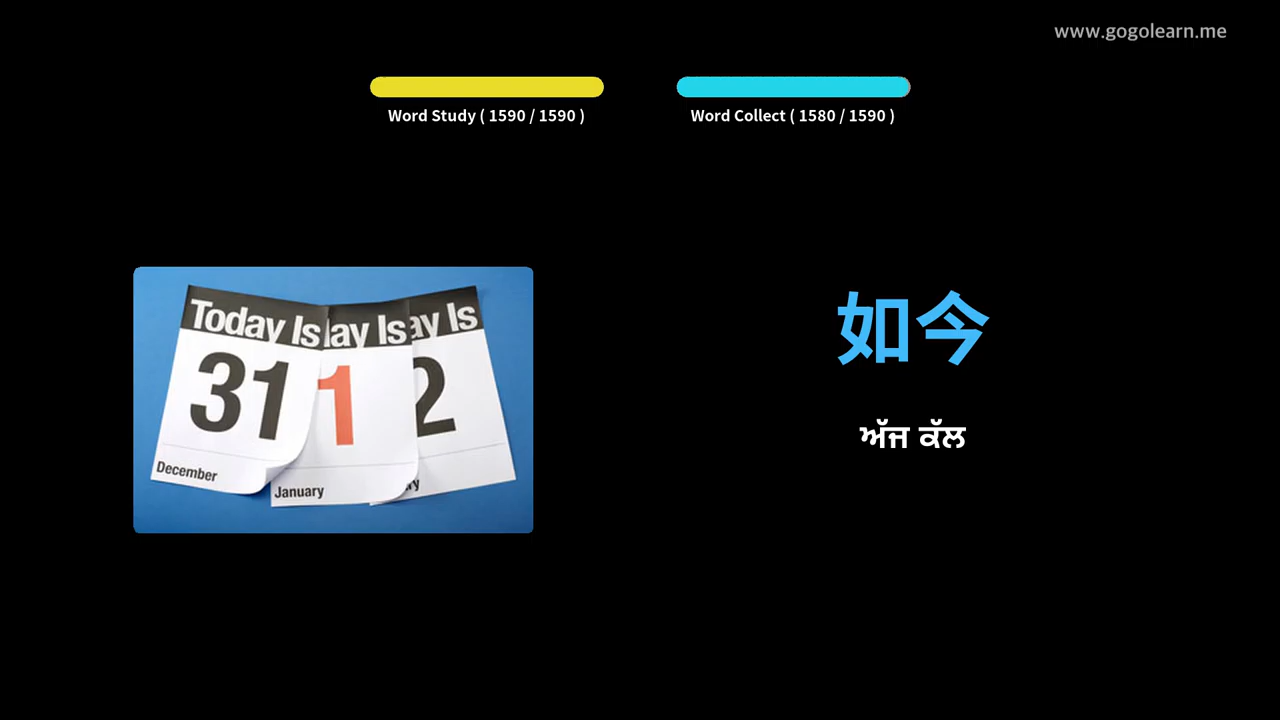 www.gogolearn.me
Word Study ( 1590 / 1590 )
Word Collect ( 1580 / 1590 )
Today Is
31
December
day Is
1
January
ay Is
2
ry
如今
ਅੱਜ ਕੱਲ